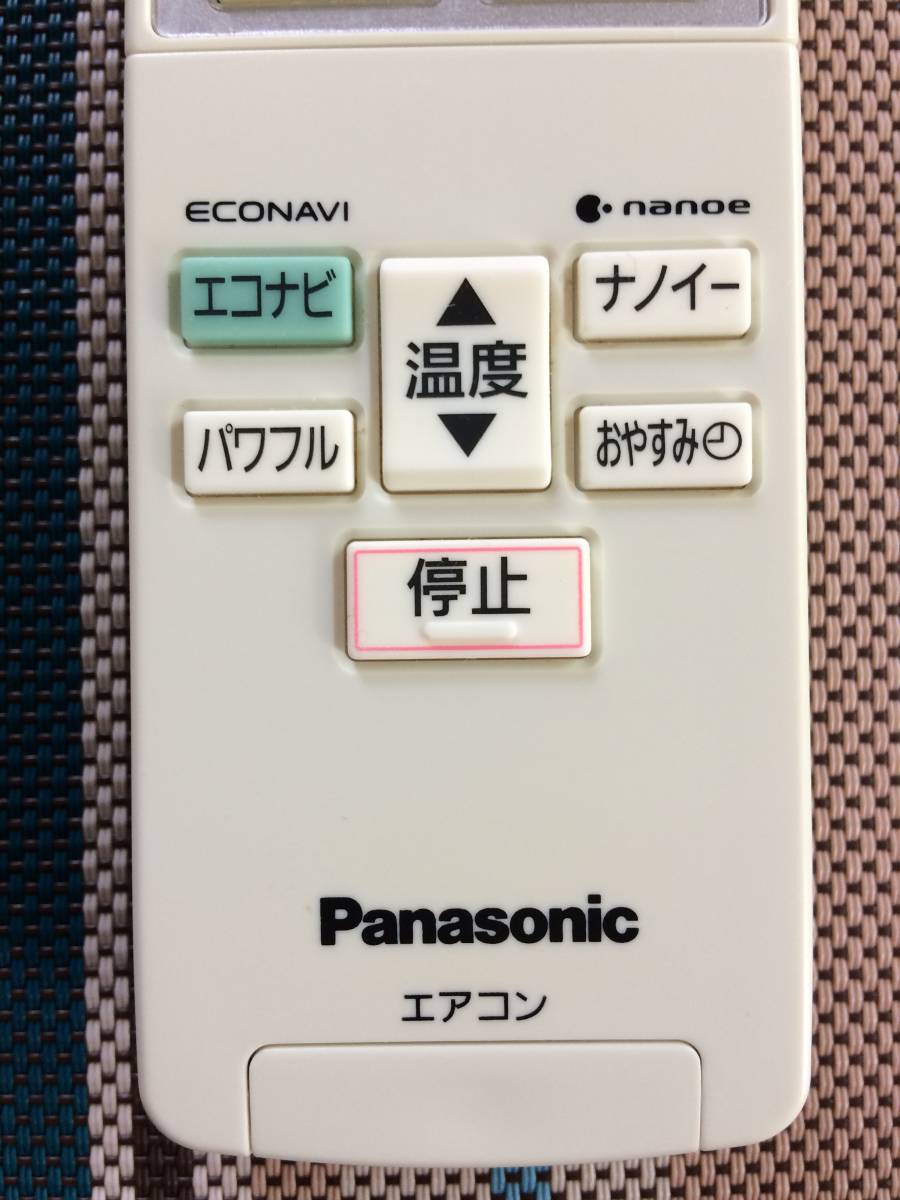 ECONAVI
nanoe
エコナビ
▲
温度
▼
ナノイー
パワフル
おやすみ
停止
Panasonic
エアコン